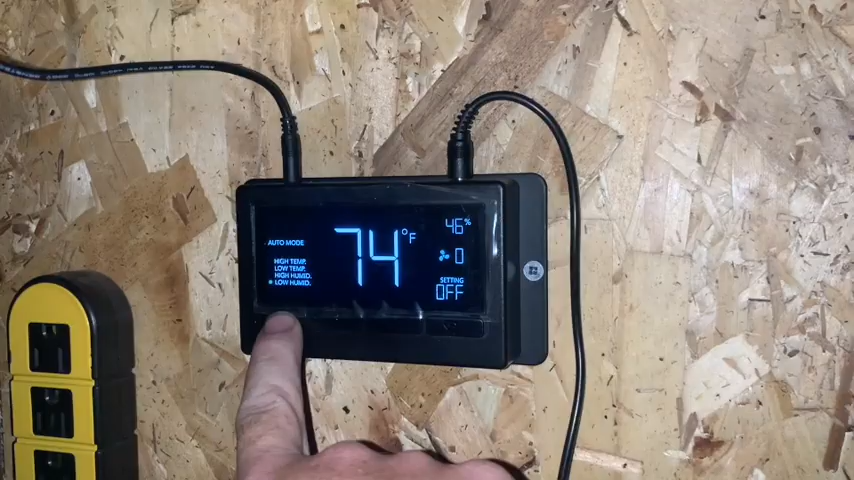 46%
AUTO MODE
74°F
0
HIGH TEMP.
LOW TEMP.
HIGH HUMID.
LOW HUMID.
SETTING
OFF